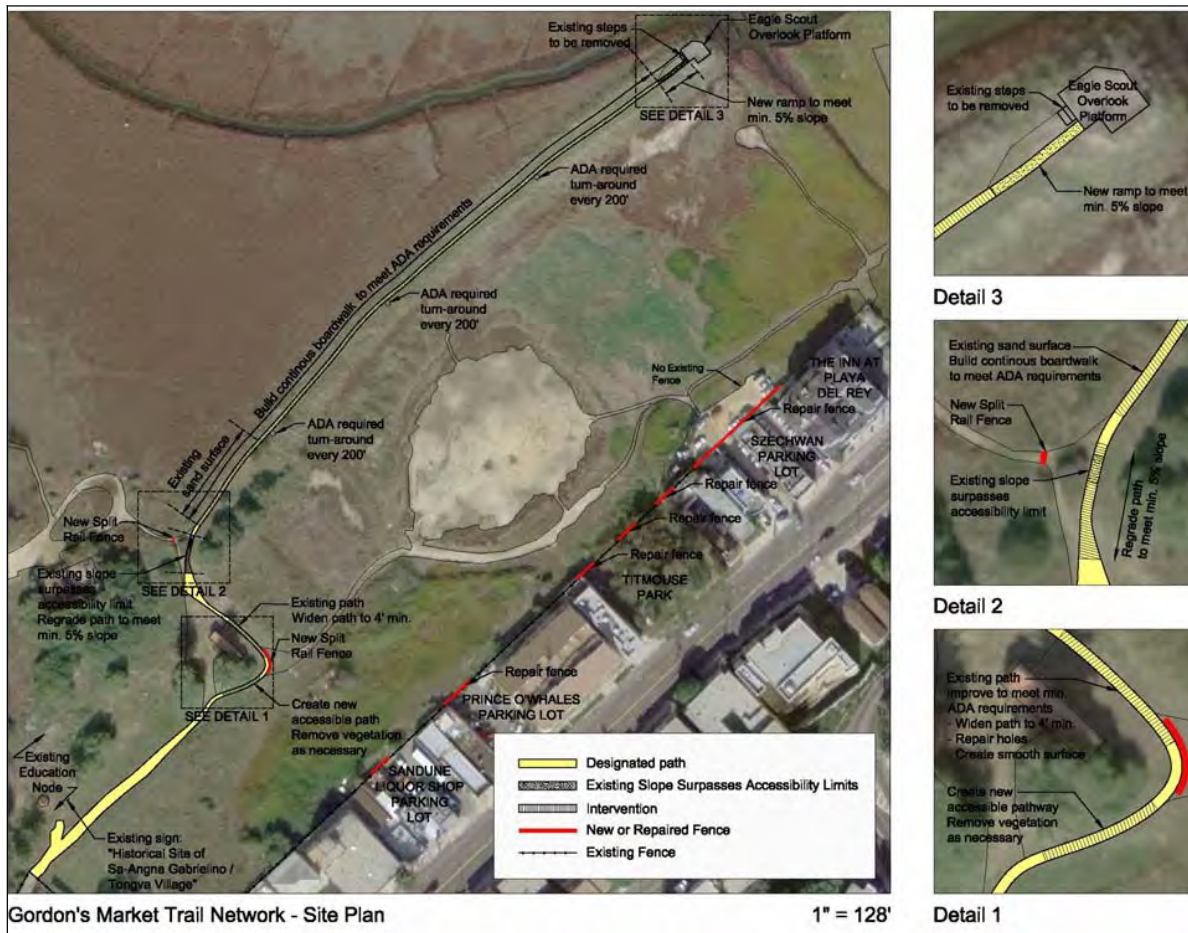 Existing steps
to be removed
Eagle Scout
Overlook Platform
New ramp to meet
min. 5% slope
SEE DETAIL 3
ADA required
turn-around
every 200'
Build continous boardwalk to meet ADA requirements
ADA required
turn-around
every 200'
ADA required
turn-around
every 200'
Existing
sand surface
No Existing
Fence
THE INN AT
PLAYA
DEL REY
Repair fence
SZECHWAN
PARKING
LOT
Repair fence
Repair fence
Repair fence
TITMOUSE
PARK
New Split
Rail Fence
Existing slope
surpasses
accessibility limit
Regrade path to meet
min. 5% slope
SEE DETAIL 2
Existing path
Widen path to 4' min.
New Split
Rail Fence
SEE DETAIL 1
Create new
accessible path
Remove vegetation
as necessary
Repair fence
PRINCE O'WHALES
PARKING LOT
SANDUNE
LIQUOR SHOP
PARKING
LOT
Existing
Education
Node
Existing sign:
"Historical Site of
Sa-Angna Gabrielino /
Tongva Village"
Designated path
Existing Slope Surpasses Accessibility Limits
Intervention
New or Repaired Fence
Existing Fence
Gordon's Market Trail Network - Site Plan
1" = 128'
Existing steps
to be removed
Eagle Scout
Overlook
Platform
New ramp to meet
min. 5% slope
Detail 3
Existing sand surface
Build continous boardwalk
to meet ADA requirements
New Split
Rail Fence
Existing slope
surpasses
accessibility limit
Regrade path
to meet min. 5% slope
Detail 2
Existing path
improve to meet min.
ADA requirements
- Widen path to 4' min.
- Repair holes
- Create smooth surface
Create new
accessible pathway
Remove vegetation
as necessary
Detail 1